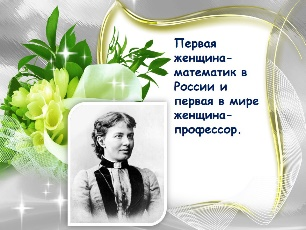 Первая
женщина-
математик в
России и
первая в мире
женщина-
профессор.